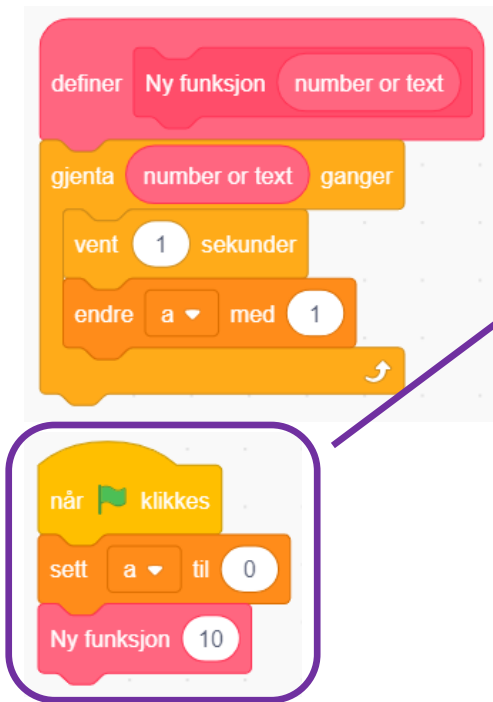 definer Ny funksjon number or text
gjenta number or text ganger
vent 1 sekunder
endre a med 1
når klikkes
sett a til 0
Ny funksjon 10